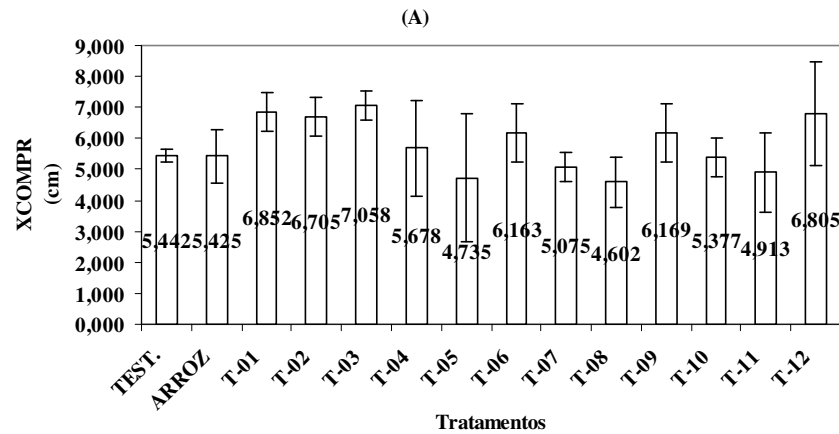 (A)
9,000
8,000
7,000
6,000
5,000
4,000
3,000
2,000
1,000
0,000
XCOMPR
(cm)
5,442
5,425
6,852
6,705
7,058
5,678
4,735
6,163
5,075
4,602
6,169
5,377
4,913
6,805
TEST.
ARROZ
T-01
T-02
T-03
T-04
T-05
T-06
T-07
T-08
T-09
T-10
T-11
T-12
Tratamentos